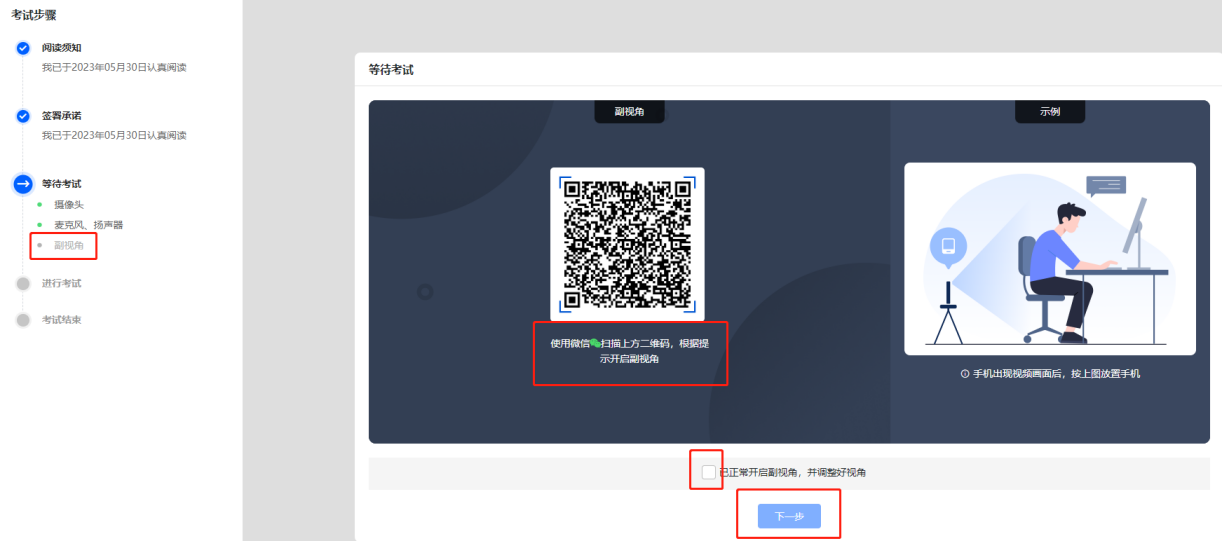 考试步骤
阅读须知
我已于2023年05月30日认真阅读
签署承诺
我已于2023年05月30日认真阅读
等待考试
摄像头
麦克风、扬声器
副视角
进行考试
考试结束
等待考试
副视角
使用微信扫描上方二维码，根据提
示开启副视角
示例
手机出现视频画面后，按上图放置手机
已正常开启副视角，并调整好视角
下一步